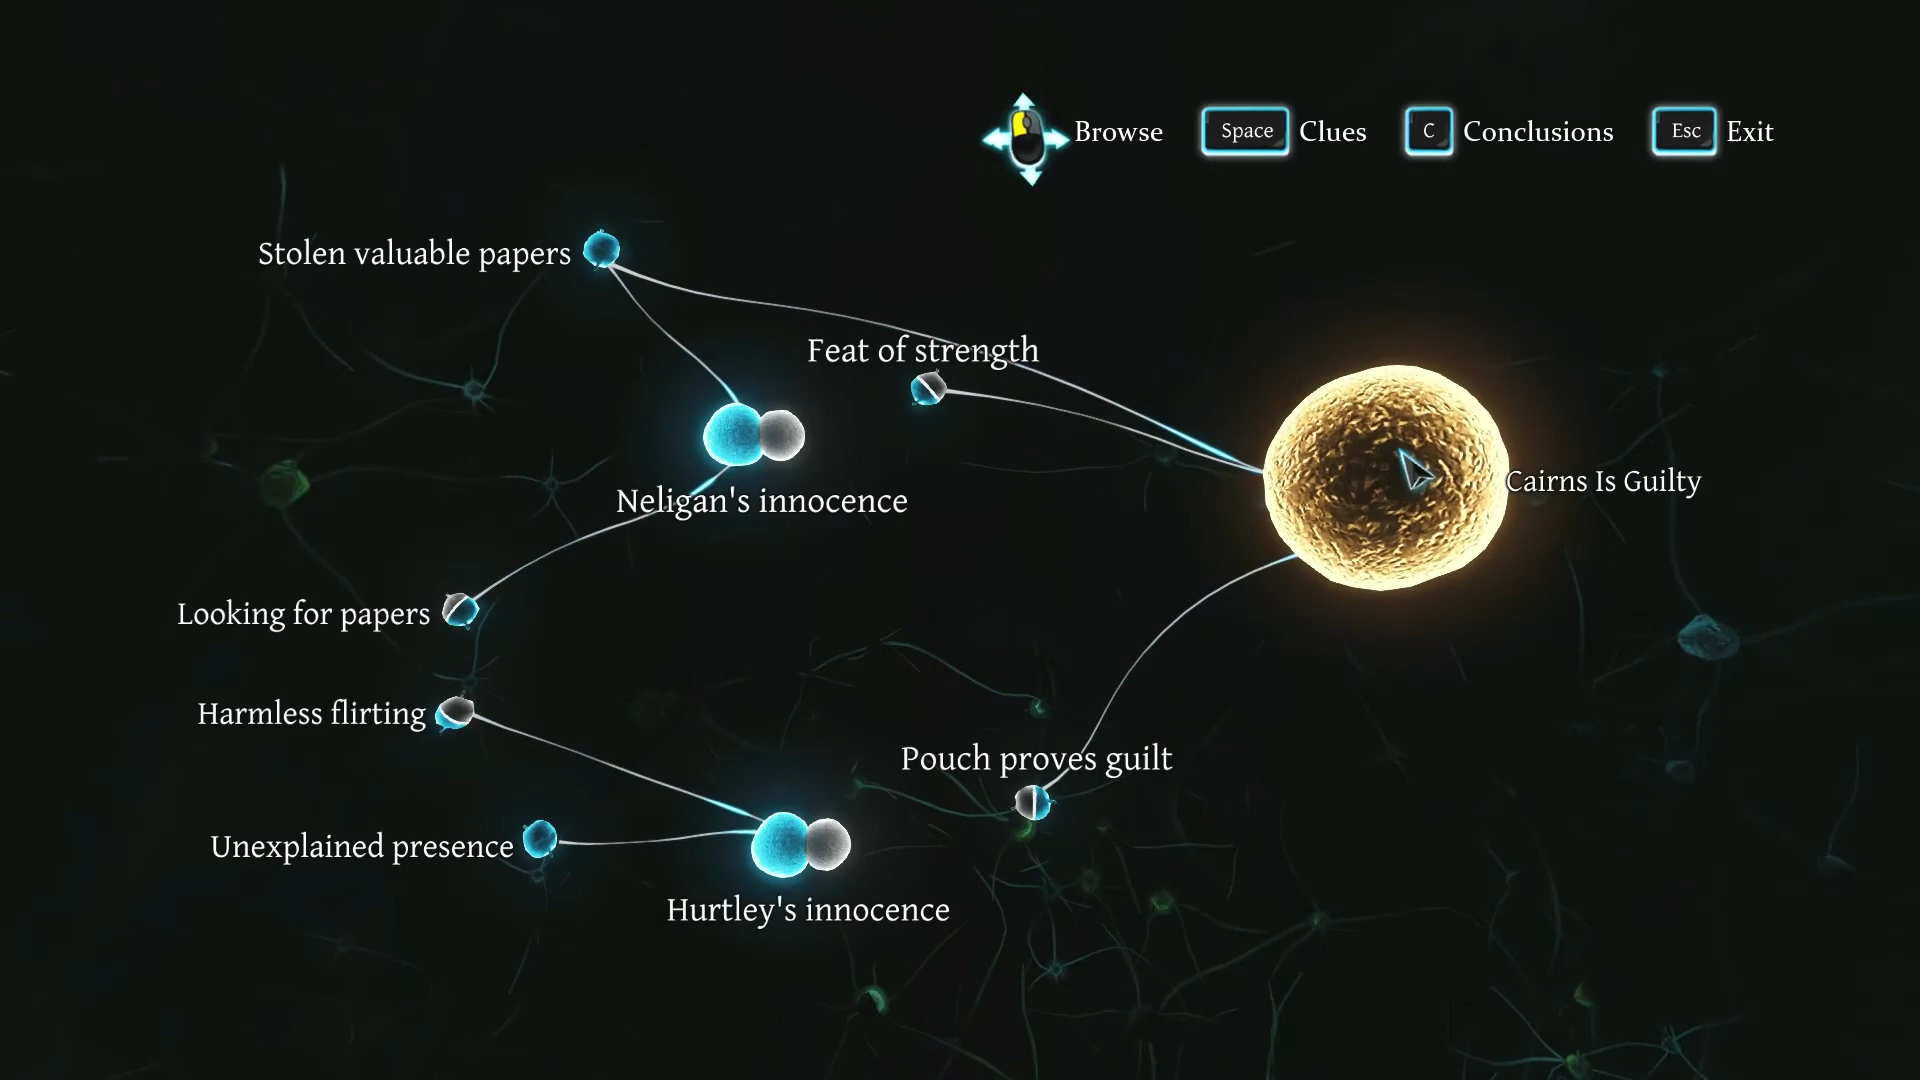 Browse
Space Clues
C Conclusions
Esc Exit
Stolen valuable papers
Feat of strength
Cairns Is Guilty
Neligan's innocence
Looking for papers
Harmless flirting
Pouch proves guilt
Unexplained presence
Hurtley's innocence